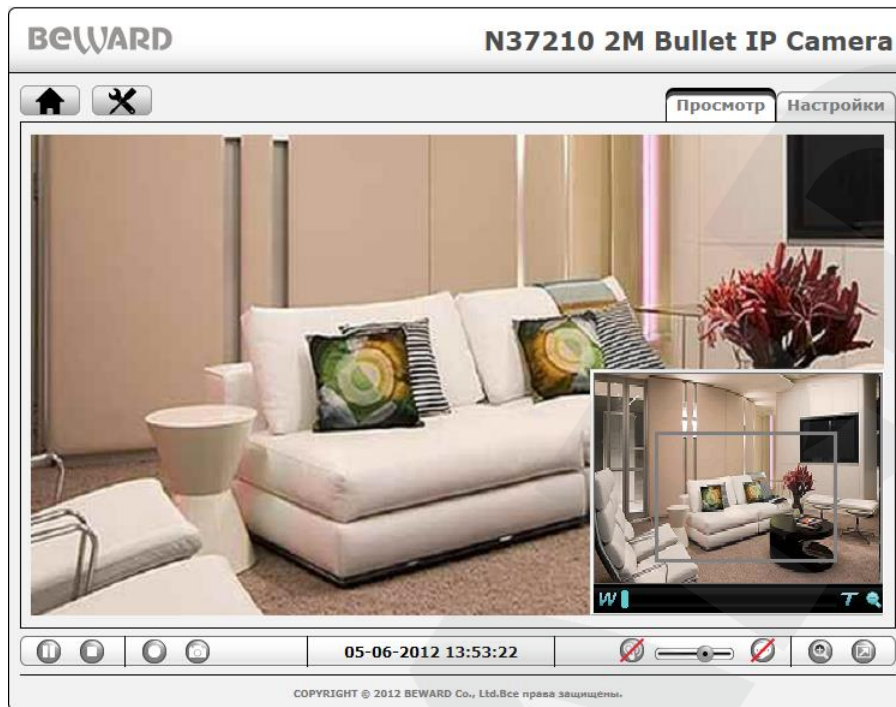 BEWARD
N37210 2M Bullet IP Camera
Просмотр
Настройки
W
T
05-06-2012 13:53:22
COPYRIGHT © 2012 BEWARD Co., Ltd.Все права защищены.